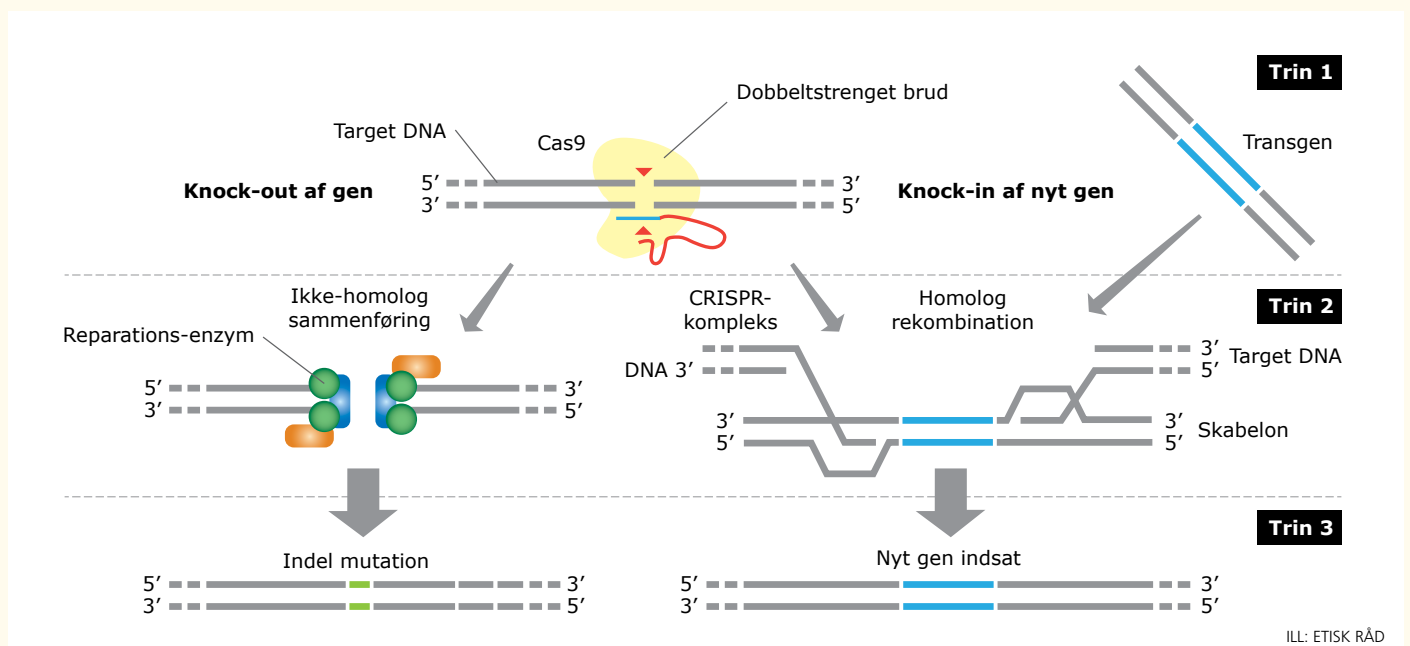 Trin 1
Dobbeltstrenget brud
Target DNA
Cas9
Transgen
Knock-out af gen
5′
3′
3′
5′
Knock-in af nyt gen
Trin 2
Ikke-homolog
sammenføring
CRISPR-
kompleks
Homolog
rekombination
Reparations-enzym
5′
3′
3′
5′
DNA 3′
3′
5′
Target DNA
3′
5′
3′
5′
Skabelon
Trin 3
Indel mutation
5′
3′
3′
5′
Nyt gen indsat
5′
3′
3′
5′
ILL: ETISK RÅD